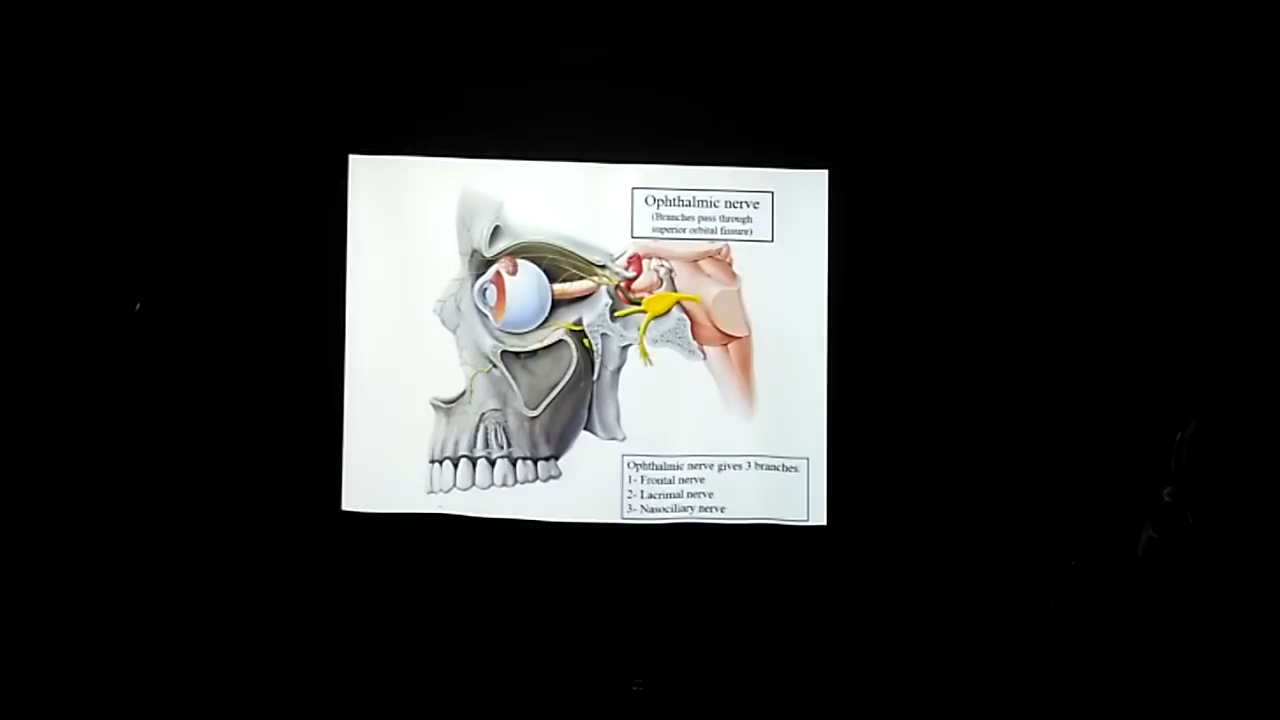 Ophthalmic nerve
(Branches pass through
superior orbital fissure)
Ophthalmic nerve gives 3 branches:
1- Frontal nerve
2- Lacrimal nerve
3- Nasociliary nerve